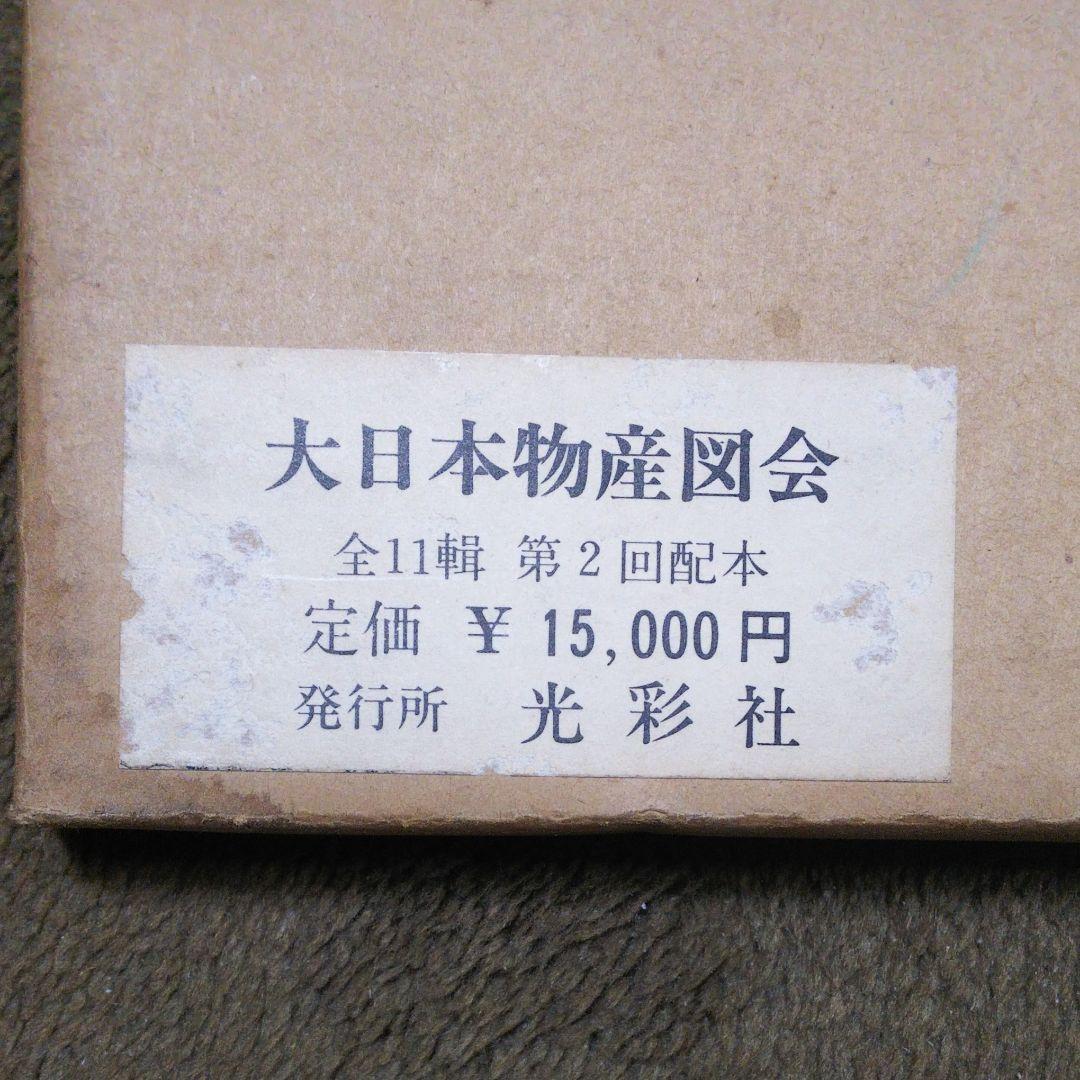 大日本物産図会
全11輯 第2回配本
定価 ¥ 15,000円
発行所 光彩社